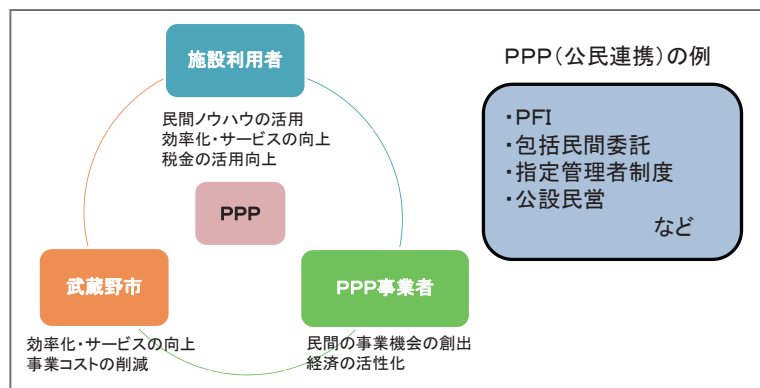 施設利用者
民間ノウハウの活用
効率化・サービスの向上
税金の活用向上
PPP
武蔵野市
効率化・サービスの向上
事業コストの削減
PPP事業者
民間の事業機会の創出
経済の活性化
PPP（公民連携）の例
・PFI
・包括民間委託
・指定管理者制度
・公設民営
など